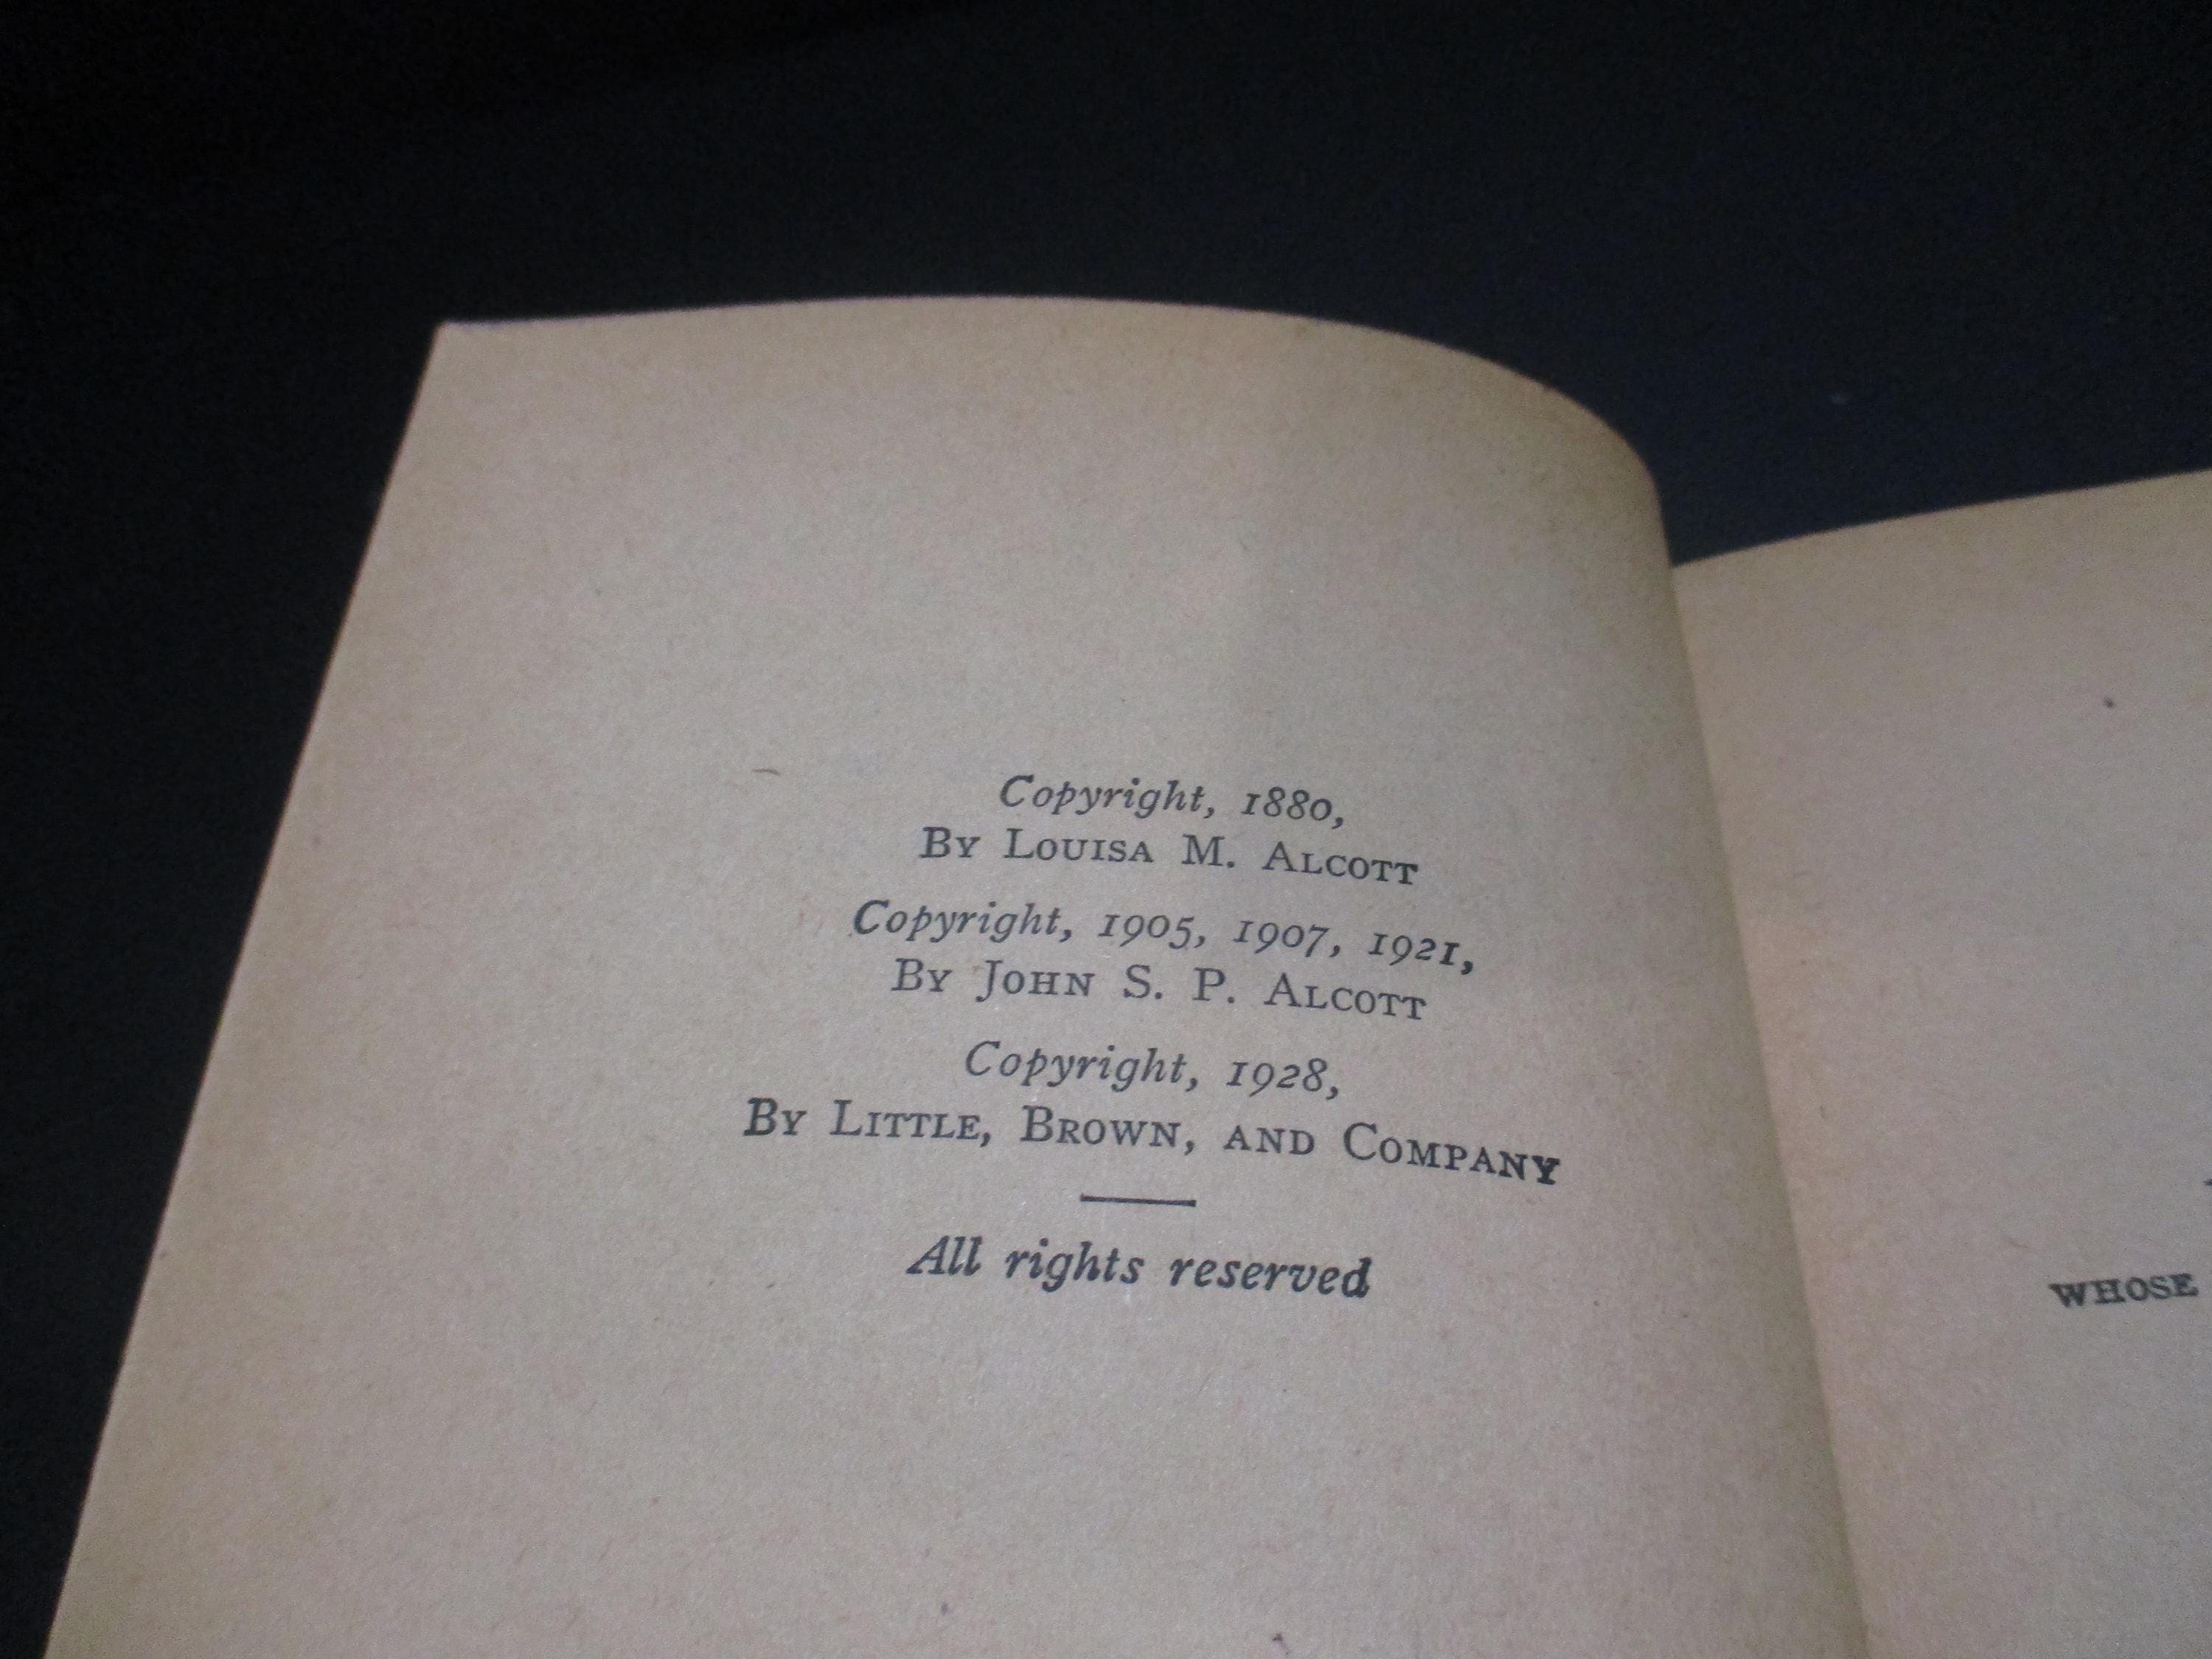 Copyright, 1880,
By Louisa M. Alcott
Copyright, 1905, 1907, 1921,
By John S. P. Alcott
Copyright, 1928,
By Little, Brown, and Company
All rights reserved
WHOSE